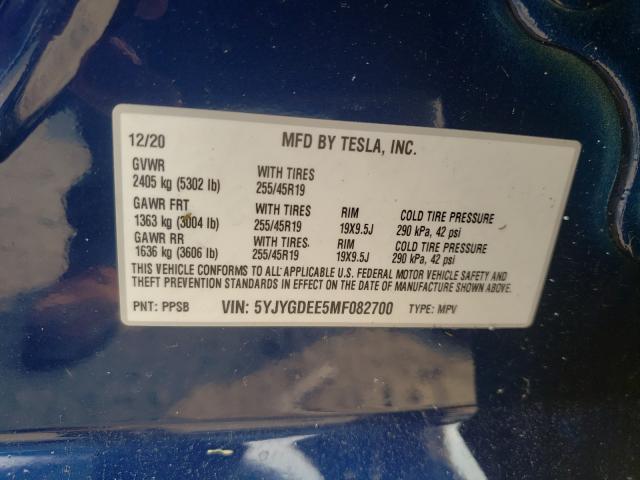 12/20 MFD BY TESLA, INC.
GVWR
2405 kg (5302 lb) WITH TIRES 255/45R19
GAWR FRT
1363 kg (3004 lb) WITH TIRES 255/45R19 RIM 19X9.5J COLD TIRE PRESSURE 290 kPa, 42 psi
GAWR RR
1636 kg (3606 lb) WITH TIRES 255/45R19 RIM 19X9.5J COLD TIRE PRESSURE 290 kPa, 42 psi
THIS VEHICLE CONFORMS TO ALL APPLICABLE U.S. FEDERAL MOTOR VEHICLE SAFETY AND
THEFT PREVENTION STANDARDS IN EFFECT ON THE DATE OF MANUFACTURE SHOWN ABOVE.
PNT: PPSB VIN: 5YJYGDEE5MF082700 TYPE: MPV